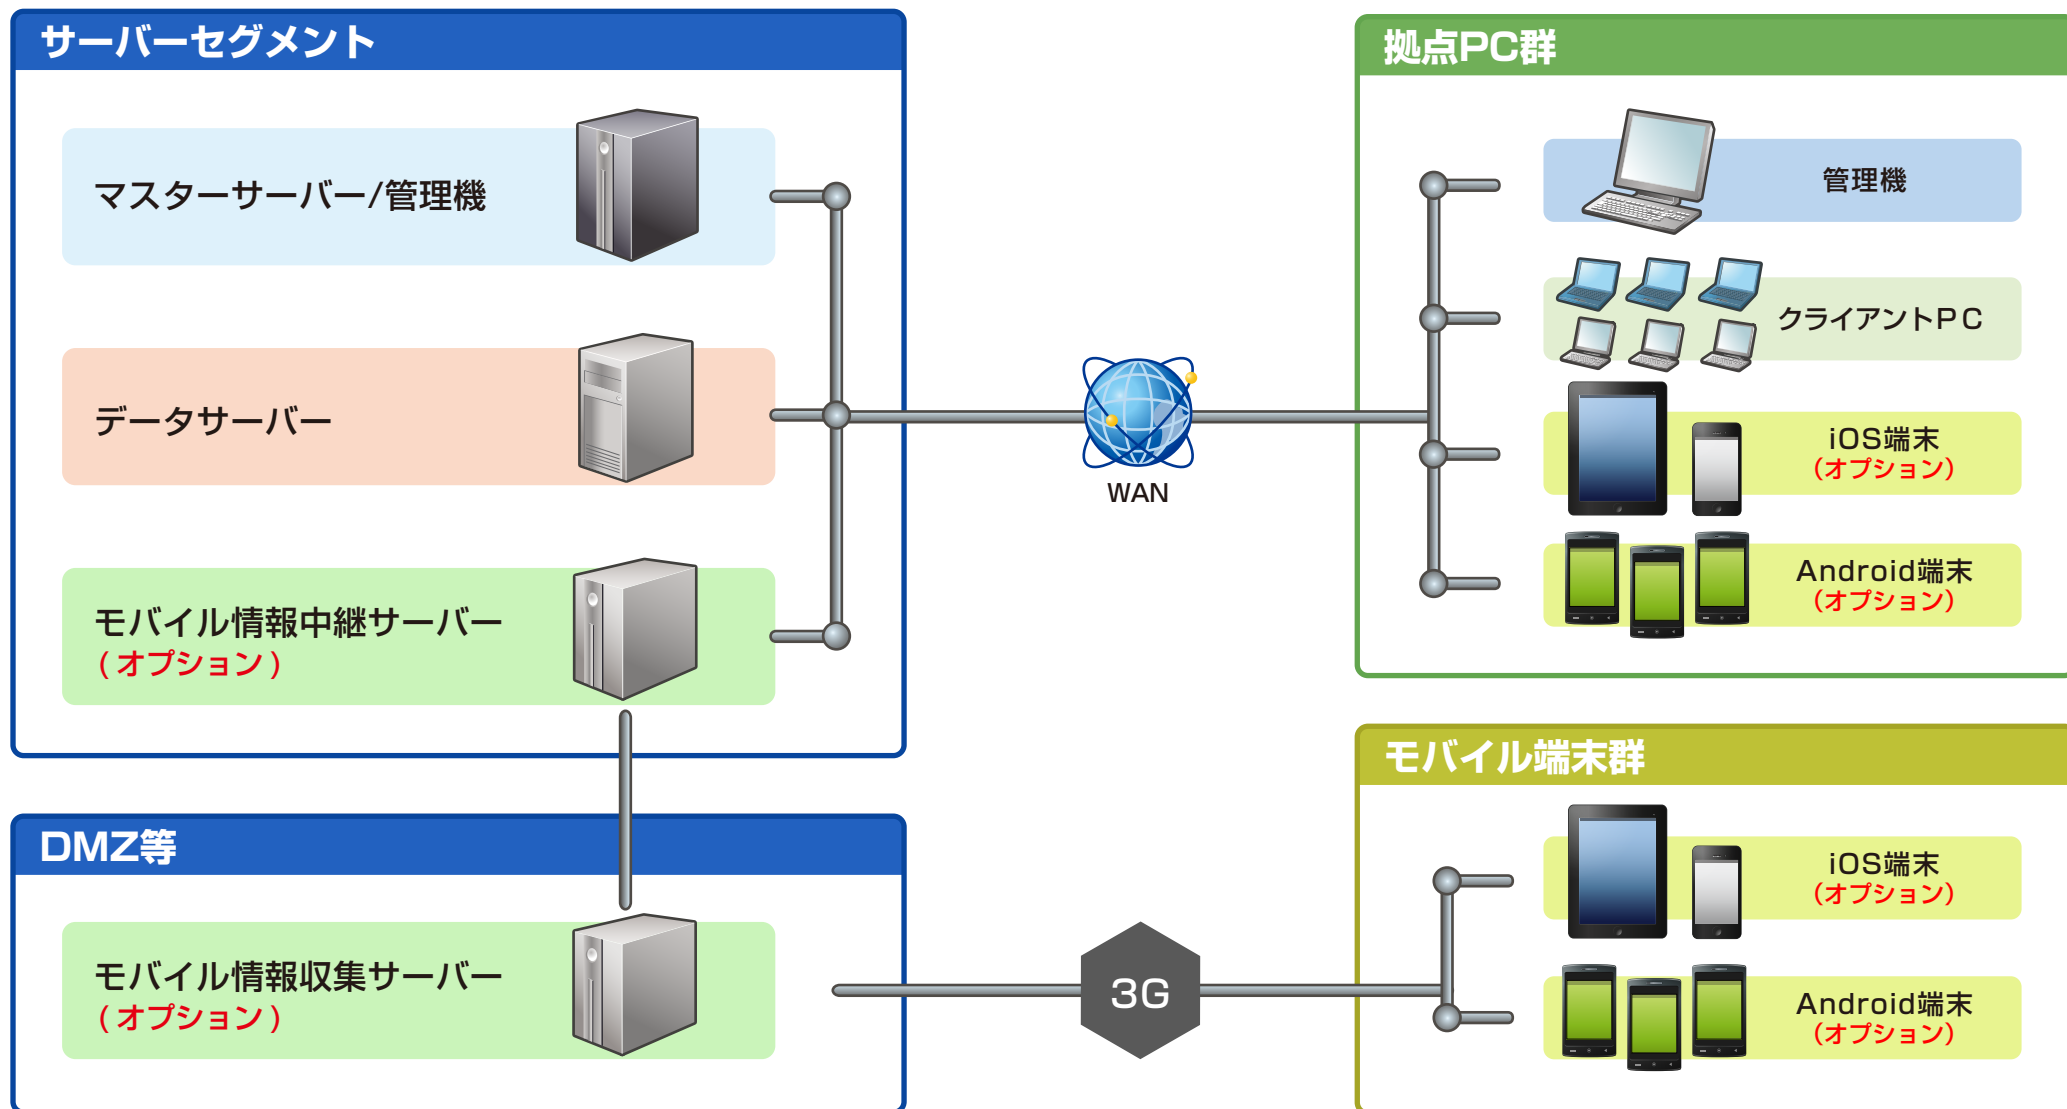 サーバーセグメント
マスターサーバー/管理機
データサーバー
モバイル情報中継サーバー
(オプション)
DMZ等
モバイル情報収集サーバー
(オプション)
WAN
3G
拠点PC群
管理機
クライアントPC
iOS端末
(オプション)
Android端末
(オプション)
モバイル端末群
iOS端末
(オプション)
Android端末
(オプション)